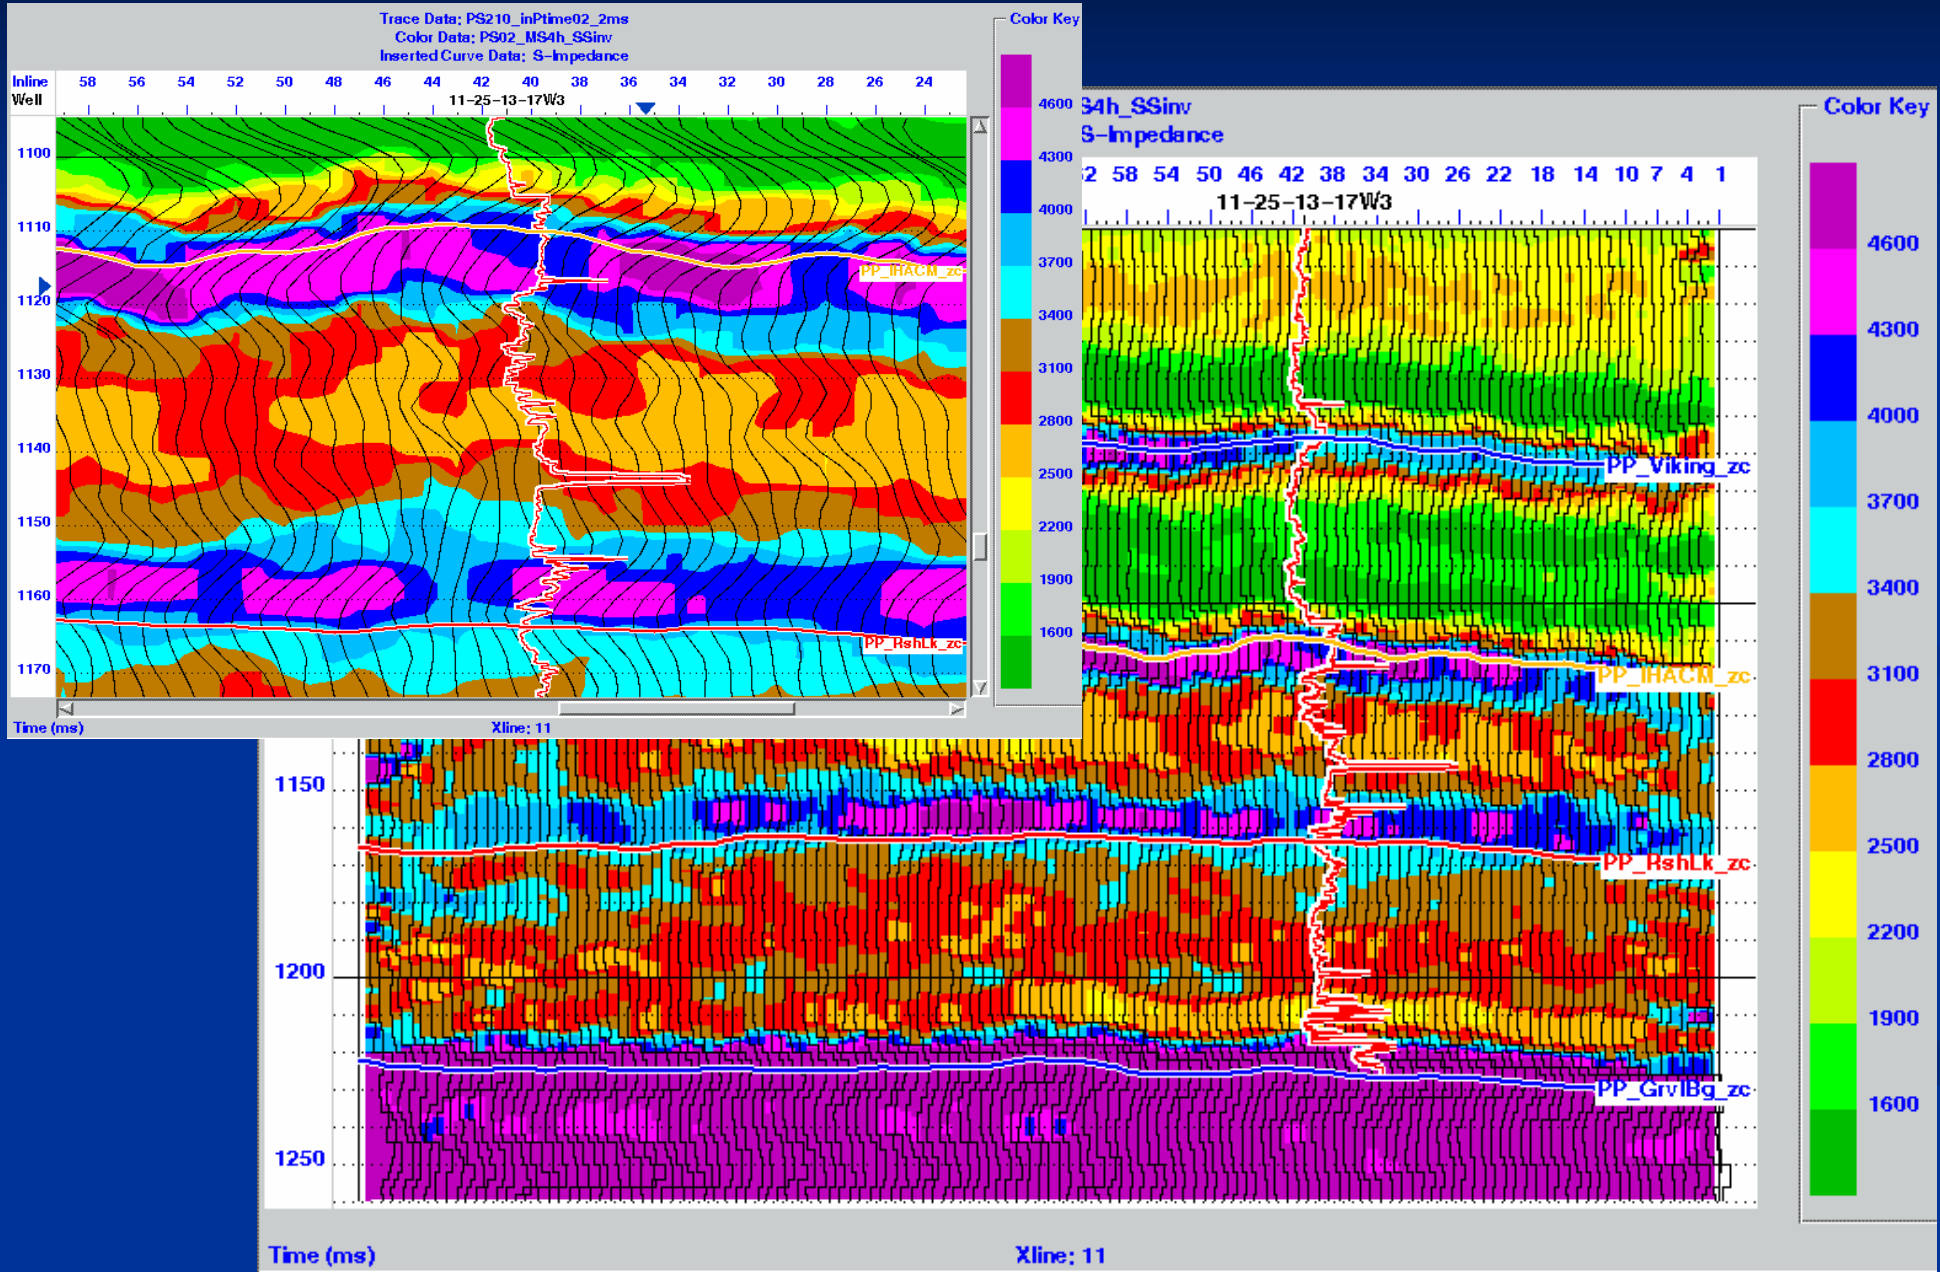 Trace Data: PS210_inPtime02_2ms
Color Data: PS02_MS4h_SSinv
Inserted Curve Data: S-Impedance
Color Key
Inline 58 56 54 52 50 48 46 44 42 40 38 36 34 32 30 28 26 24
Well 11-25-13-17W3
1100
1110
1120
1130
1140
1150
1160
1170
PP_IHACM_zc
PP_RshLk_zc
4600
4300
4000
3700
3400
3100
2800
2500
2200
1900
1600
Time (ms) Xline: 11
S4h_SSinv
S-Impedance
Color Key
62 58 54 50 46 42 38 34 30 26 22 18 14 10 7 4 1
11-25-13-17W3
PP_Viking_zc
PP_IHACM_zc
1150
PP_RshLk_zc
1200
PP_GrvlBg_zc
1250
4600
4300
4000
3700
3400
3100
2800
2500
2200
1900
1600
Time (ms) Xline: 11